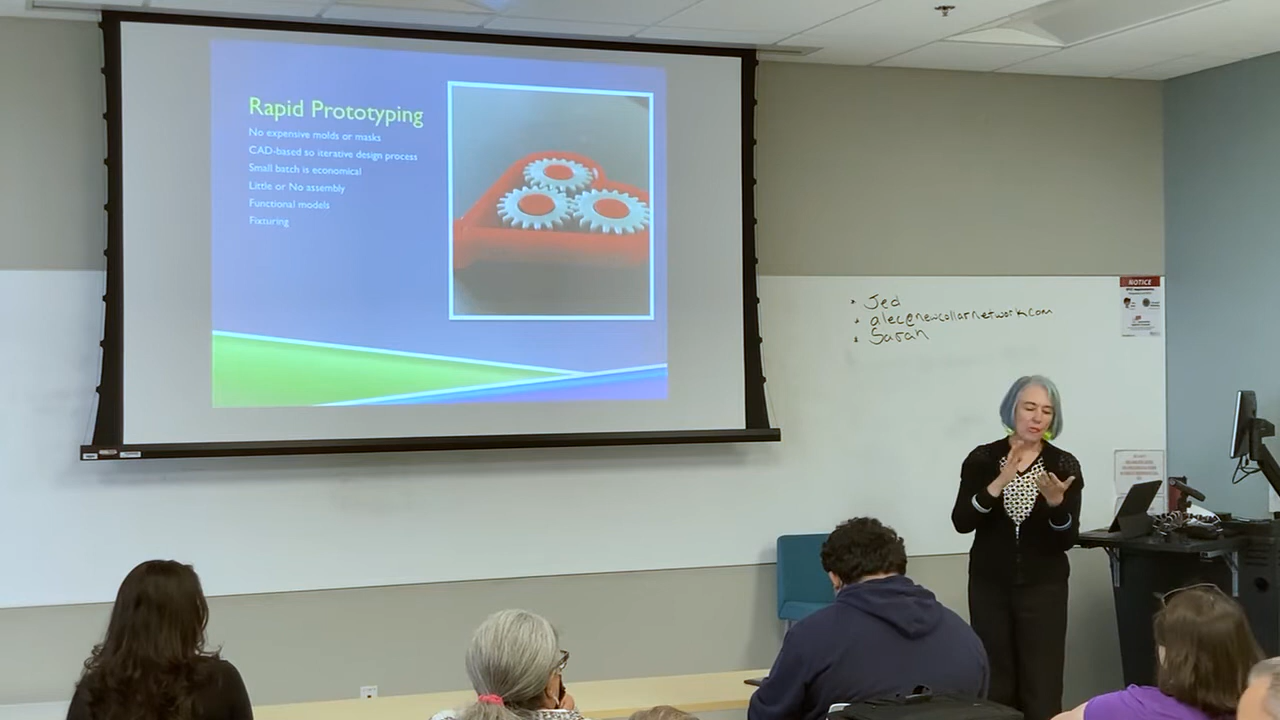 Rapid Prototyping
No expensive molds or masks
CAD-based so iterative design process
Small batch is economical
Little or No assembly
Functional models
Fixturing
• Jed
• alec@newcollarnetwork.com
• Sarah
NOTICE